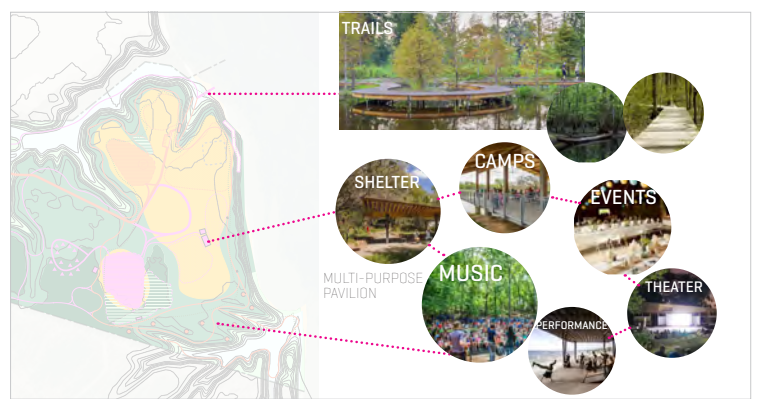 TRAILS
CAMPS
SHELTER
EVENTS
MULTI-PURPOSE
PAVILION
MUSIC
THEATER
PERFORMANCE